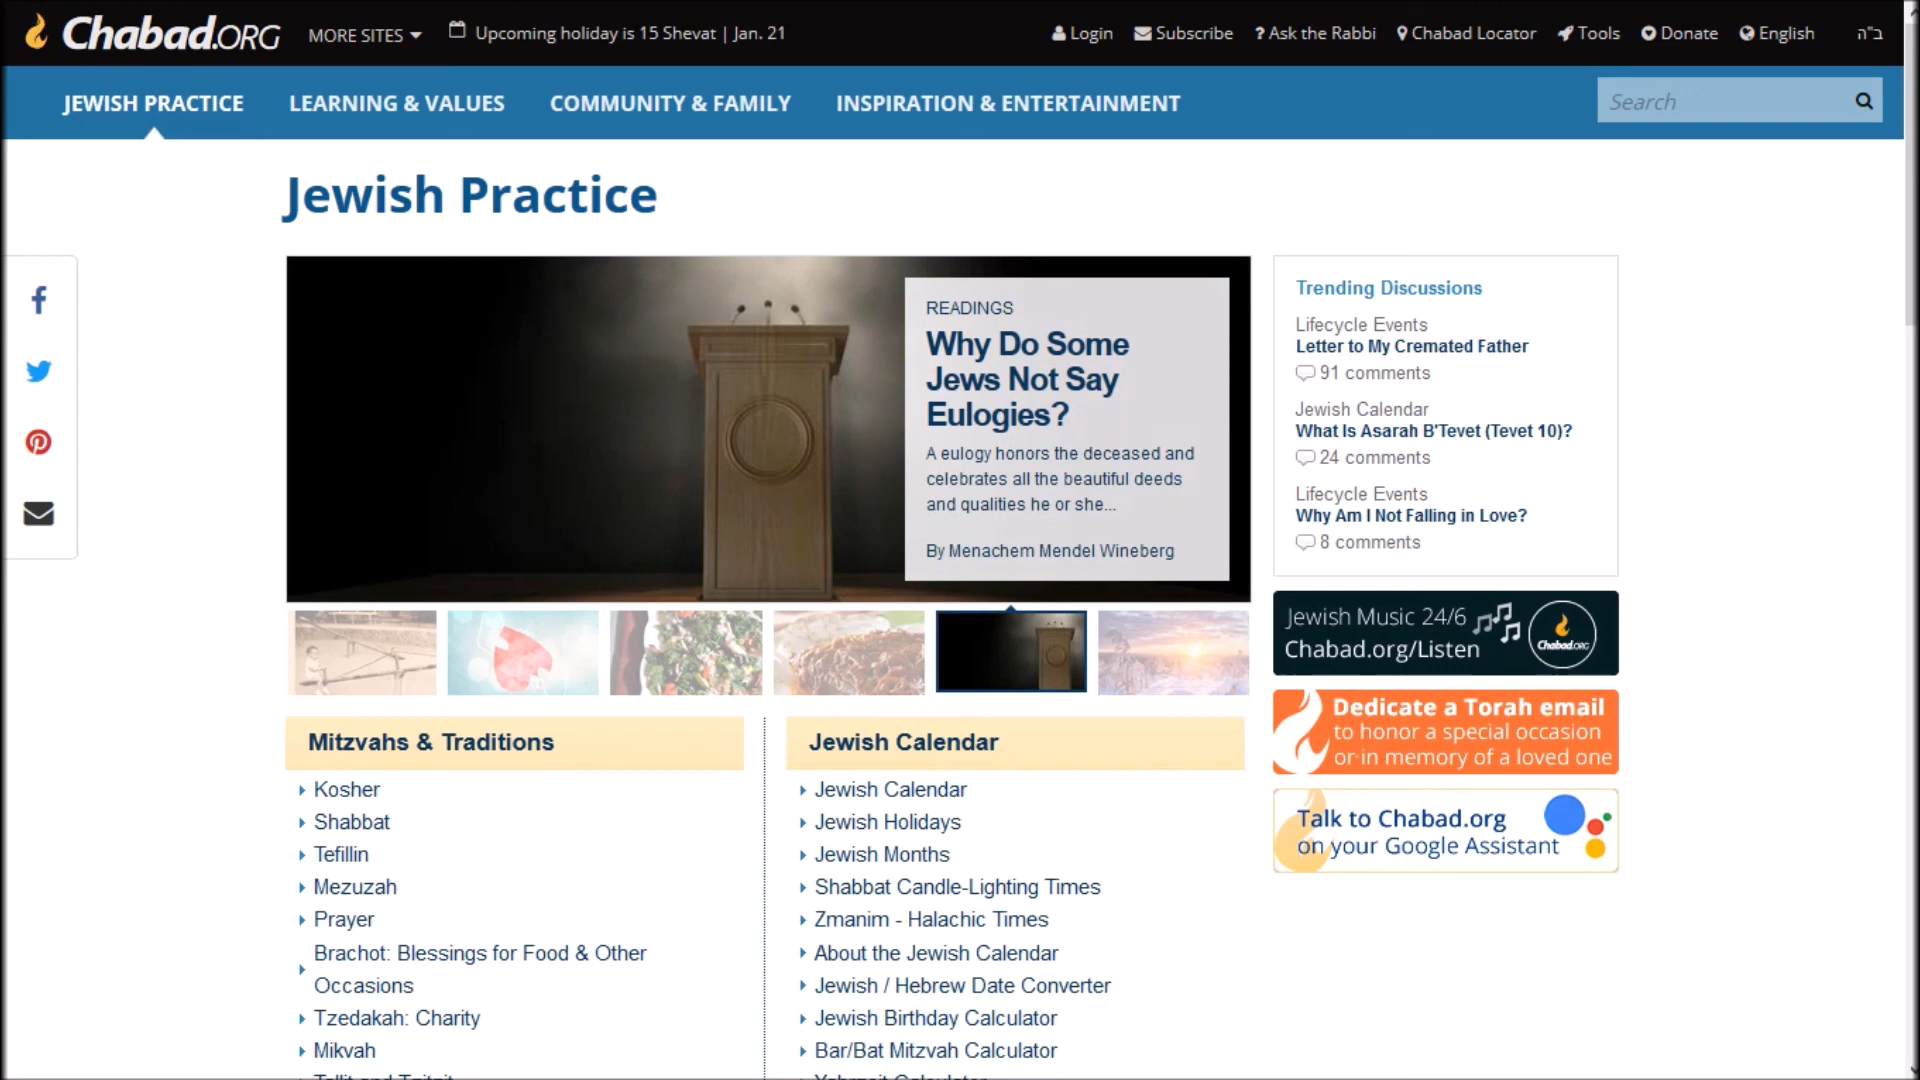 Chabad.ORG
MORE SITES
Upcoming holiday is 15 Shevat | Jan. 21
Login
Subscribe
? Ask the Rabbi
Chabad Locator
Tools
Donate
English
ב"ה
JEWISH PRACTICE
LEARNING & VALUES
COMMUNITY & FAMILY
INSPIRATION & ENTERTAINMENT
Search
Jewish Practice
READINGS
Why Do Some
Jews Not Say
Eulogies?
A eulogy honors the deceased and
celebrates all the beautiful deeds
and qualities he or she...
By Menachem Mendel Wineberg
Trending Discussions
Lifecycle Events
Letter to My Cremated Father
91 comments
Jewish Calendar
What Is Asarah B'Tevet (Tevet 10)?
24 comments
Lifecycle Events
Why Am I Not Falling in Love?
8 comments
Jewish Music 24/6
Chabad.org/Listen
Chabad.ORG
Dedicate a Torah email
to honor a special occasion
or in memory of a loved one
Talk to Chabad.org
on your Google Assistant
Mitzvahs & Traditions
Kosher
Shabbat
Tefillin
Mezuzah
Prayer
Brachot: Blessings for Food & Other
Occasions
Tzedakah: Charity
Mikvah
Tallit and Tzitzit
Jewish Calendar
Jewish Calendar
Jewish Holidays
Jewish Months
Shabbat Candle-Lighting Times
Zmanim - Halachic Times
About the Jewish Calendar
Jewish / Hebrew Date Converter
Jewish Birthday Calculator
Bar/Bat Mitzvah Calculator
Yahrzeit Calculator